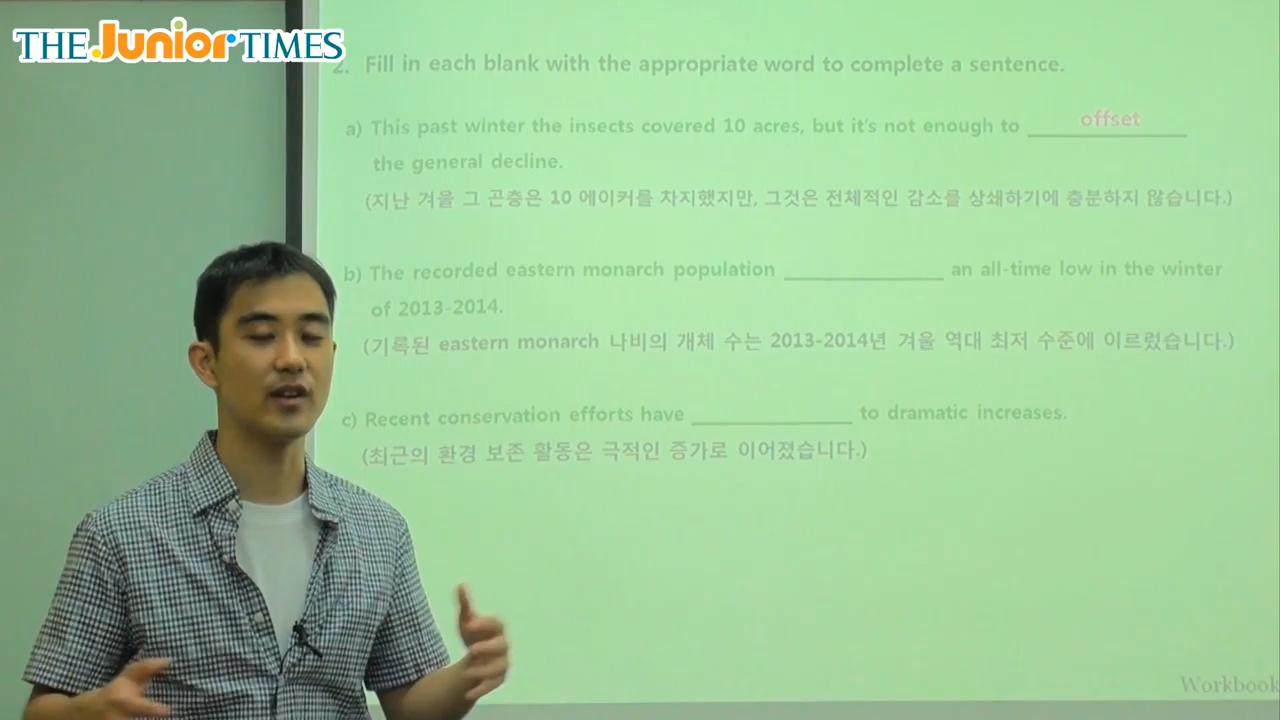 THE Junior TIMES
2. Fill in each blank with the appropriate word to complete a sentence.
a) This past winter the insects covered 10 acres, but it's not enough to offset
the general decline.
(지난 겨울 그 곤충은 10 에이커를 차지했지만, 그것은 전체적인 감소를 상쇄하기에 충분하지 않습니다.)
b) The recorded eastern monarch population ____________ an all-time low in the winter
of 2013-2014.
(기록된 eastern monarch 나비의 개체 수는 2013-2014년 겨울 역대 최저 수준에 이르렀습니다.)
c) Recent conservation efforts have ____________ to dramatic increases.
(최근의 환경 보존 활동은 극적인 증가로 이어졌습니다.)
Workbook